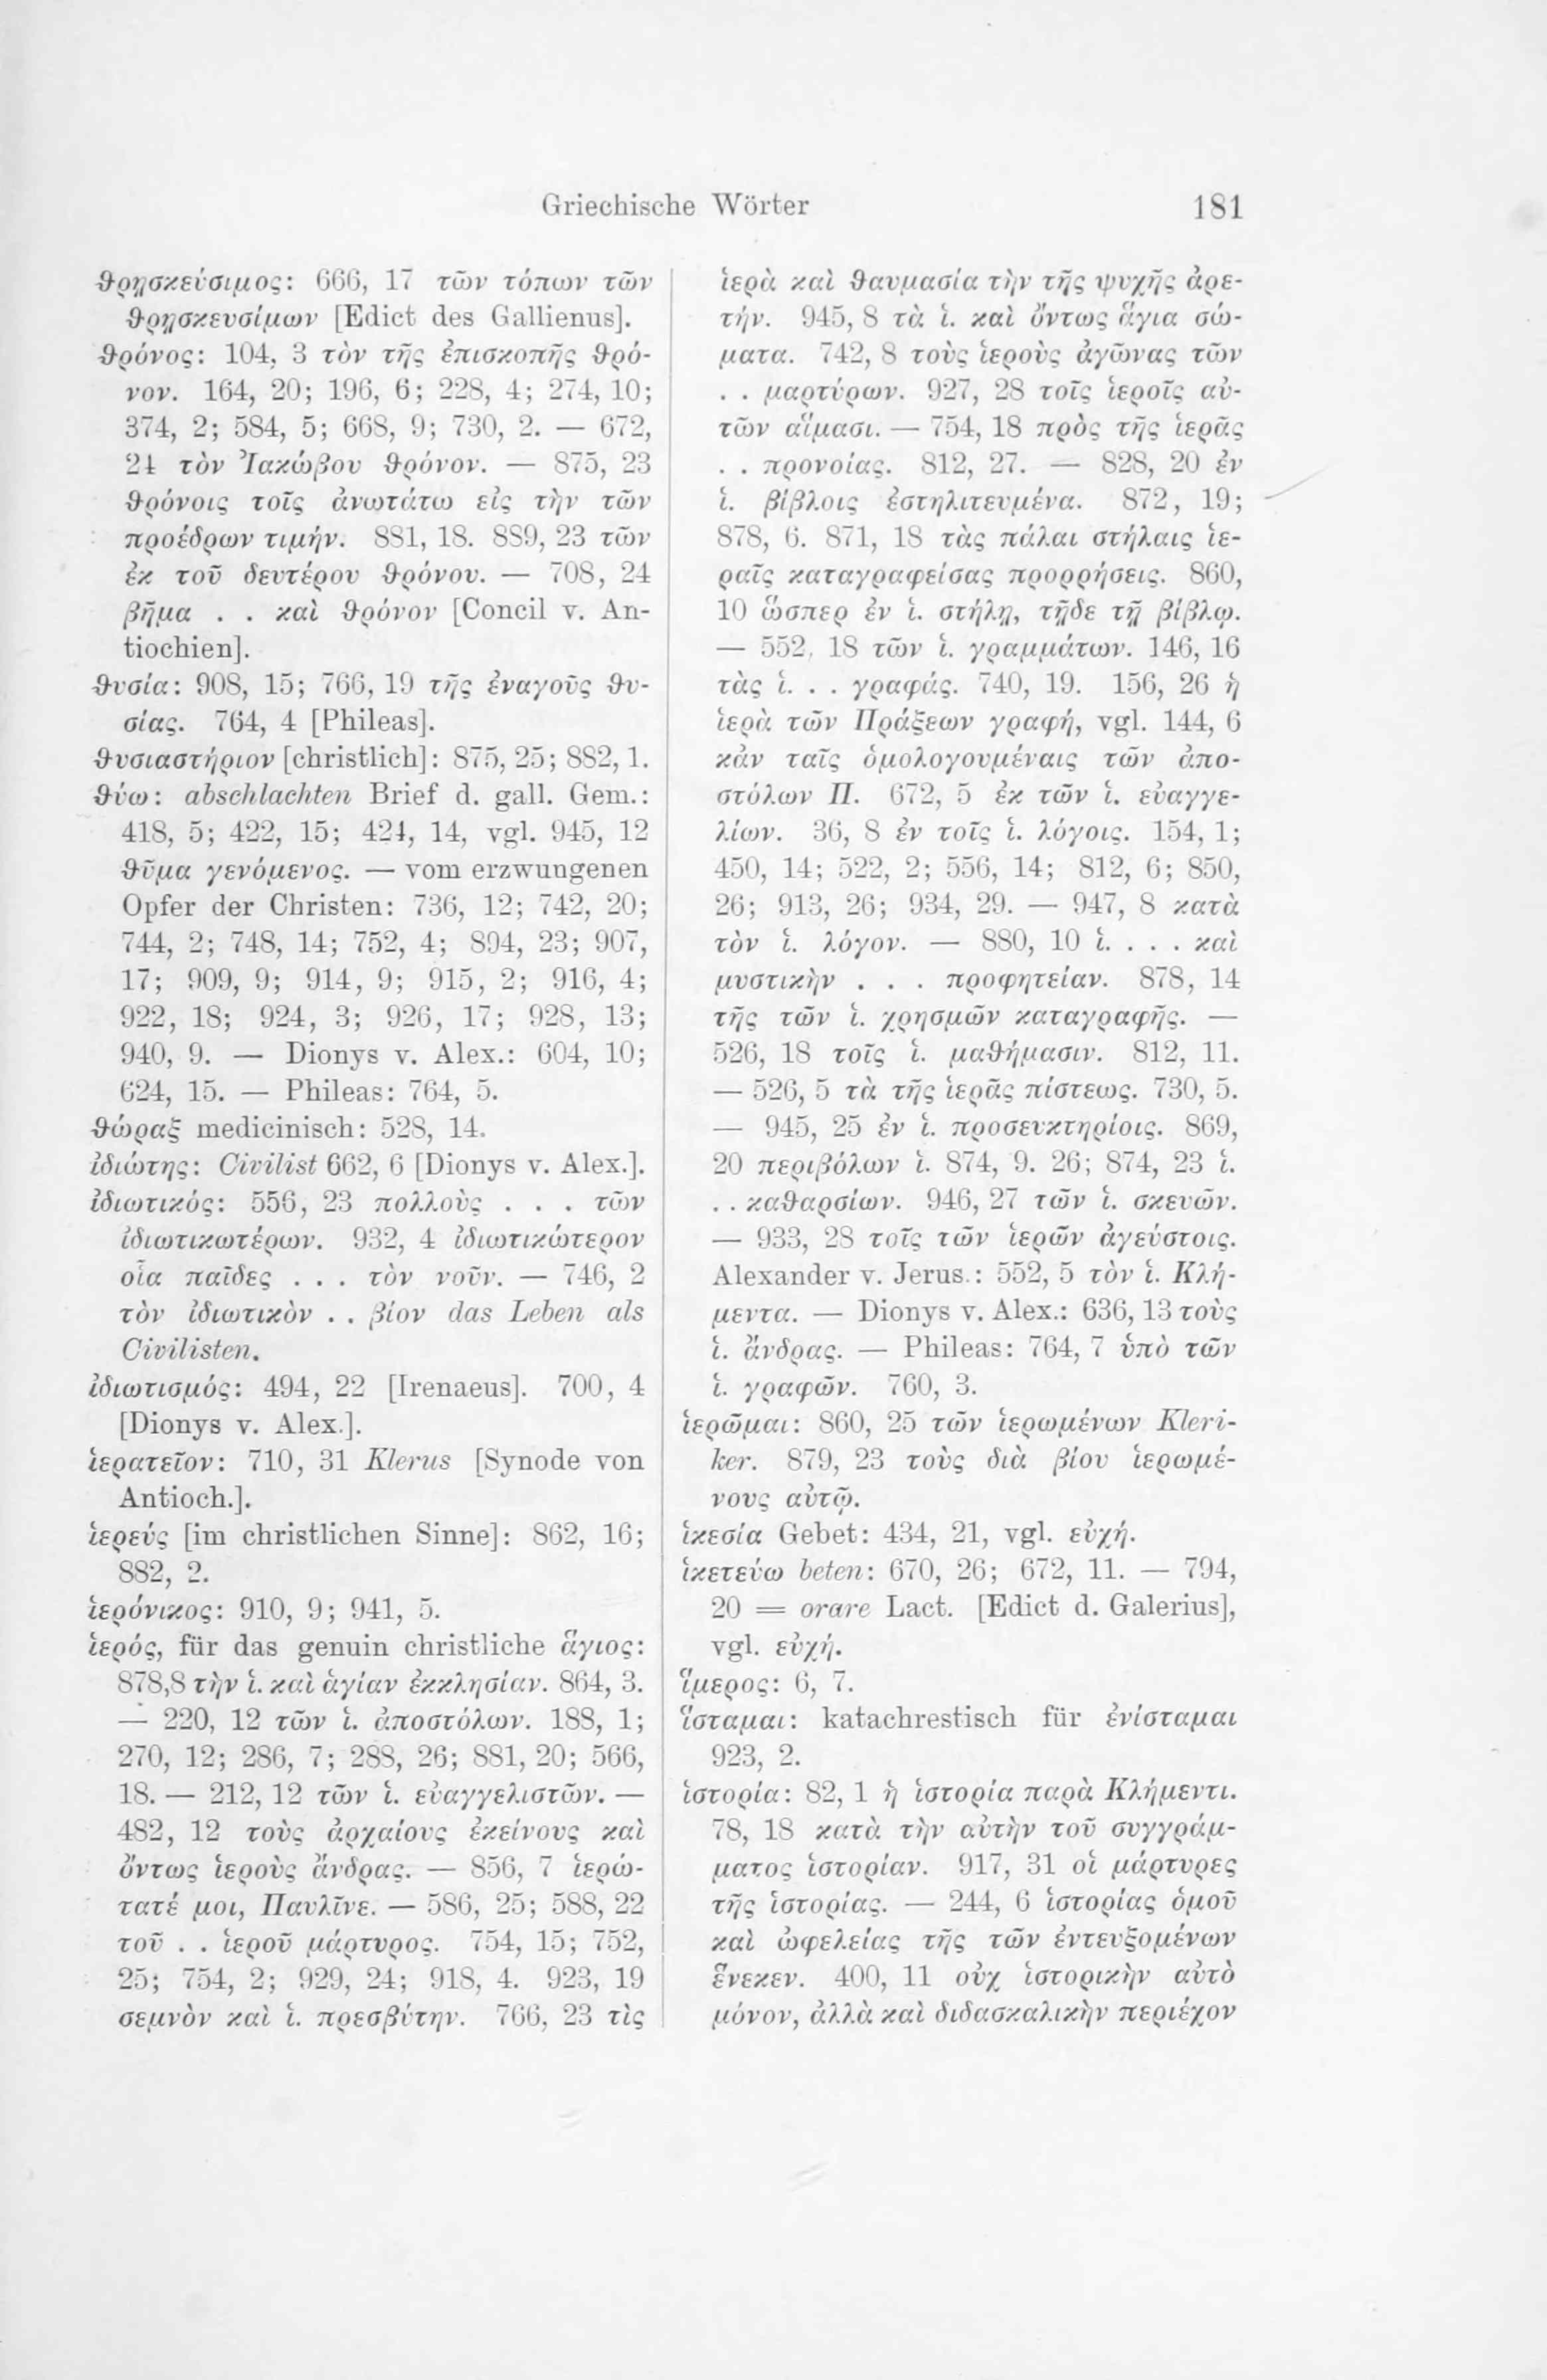 Griechische Wörter 181
θρησκεύσιμος: 666, 17 τῶν τόπων τῶν
θρησκευσίμων [Edict des Gallienus].
θρόνος: 104, 3 τὸν τῆς ἐπισκοπῆς θρό-
νον. 164, 20; 196, 6; 228, 4; 274, 10;
374, 2; 584, 5; 668, 9; 730, 2. — 672,
24 τὸν Ἰακώβου θρόνον. — 875, 23
θρόνοις τοῖς ἀνωτάτω εἰς τὴν τῶν
προέδρων τιμήν. 881, 18. 889, 23 τῶν
ἐκ τοῦ δευτέρου θρόνου. — 708, 24
βῆμα . . καὶ θρόνον [Concil v. An-
tiochien].
θυσία: 908, 15; 766, 19 τῆς ἐναγοῦς θυ-
σίας. 764, 4 [Phileas].
θυσιαστήριον [christlich]: 875, 25; 882, 1.
θύω: abschlachten Brief d. gall. Gem.:
418, 5; 422, 15; 424, 14, vgl. 945, 12
θῦμα γενόμενος. — vom erzwungenen
Opfer der Christen: 736, 12; 742, 20;
744, 2; 748, 14; 752, 4; 894, 23; 907,
17; 909, 9; 914, 9; 915, 2; 916, 4;
922, 18; 924, 3; 926, 17; 928, 13;
940, 9. — Dionys v. Alex.: 604, 10;
624, 15. — Phileas: 764, 5.
θώραξ medicinisch: 528, 14.
ἰδιώτης: Civilist 662, 6 [Dionys v. Alex.].
ἰδιωτικός: 556, 23 πολλοὺς . . . τῶν
ἰδιωτικωτέρων. 932, 4 ἰδιωτικώτερον
οἷα παῖδες . . . τὸν νοῦν. — 746, 2
τὸν ἰδιωτικὸν . . βίον das Leben als
Civilisten.
ἰδιωτισμός: 494, 22 [Irenaeus]. 700, 4
[Dionys v. Alex.].
ἱερατεῖον: 710, 31 Klerus [Synode von
Antioch.].
ἱερεύς [im christlichen Sinne]: 862, 16;
882, 2.
ἱερόνικος: 910, 9; 941, 5.
ἱερός, für das genuin christliche ἅγιος:
878,8 τὴν ἱ. καὶ ἁγίαν ἐκκλησίαν. 864, 3.
— 220, 12 τῶν ἱ. ἀποστόλων. 188, 1;
270, 12; 286, 7; 288, 26; 881, 20; 566,
18. — 212, 12 τῶν ἱ. εὐαγγελιστῶν. —
482, 12 τοὺς ἀρχαίους ἐκείνους καὶ
ὄντως ἱεροὺς ἄνδρας. — 856, 7 ἱερώ-
τατέ μοι, Παυλῖνε. — 586, 25; 588, 22
τοῦ . . ἱεροῦ μάρτυρος. 754, 15; 752,
25; 754, 2; 929, 24; 918, 4. 923, 19
σεμνὸν καὶ ἱ. πρεσβύτην. 766, 23 τὶς
ἱερὰ καὶ θαυμασία τὴν τῆς ψυχῆς ἀρε-
τήν. 945, 8 τὰ ἱ. καὶ ὄντως ἅγια σώ-
ματα. 742, 8 τοὺς ἱεροὺς ἀγῶνας τῶν
. . μαρτύρων. 927, 28 τοῖς ἱεροῖς αὐ-
τῶν αἵμασι. — 754, 18 πρὸς τῆς ἱερᾶς
. . προνοίας. 812, 27. — 828, 20 ἐν
ἱ. βίβλοις ἐστηλιτευμένα. 872, 19;
878, 6. 871, 18 τὰς πάλαι στήλαις ἱε-
ραῖς καταγραφείσας προρρήσεις. 860,
10 ὥσπερ ἐν ἱ. στήλῃ, τῇδε τῇ βίβλῳ.
— 552, 18 τῶν ἱ. γραμμάτων. 146, 16
τὰς ἱ. . . γραφάς. 740, 19. 156, 26 ἡ
ἱερὰ τῶν Πράξεων γραφή, vgl. 144, 6
κἀν ταῖς ὁμολογουμέναις τῶν ἀπο-
στόλων Π. 672, 5 ἐκ τῶν ἱ. εὐαγγε-
λίων. 36, 8 ἐν τοῖς ἱ. λόγοις. 154, 1;
450, 14; 522, 2; 556, 14; 812, 6; 850,
26; 913, 26; 934, 29. — 947, 8 κατὰ
τὸν ἱ. λόγον. — 880, 10 ἱ. . . . καὶ
μυστικὴν . . . προφητείαν. 878, 14
τῆς τῶν ἱ. χρησμῶν καταγραφῆς. —
526, 18 τοῖς ἱ. μαθήμασιν. 812, 11.
— 526, 5 τὰ τῆς ἱερᾶς πίστεως. 730, 5.
— 945, 25 ἐν ἱ. προσευκτηρίοις. 869,
20 περιβόλων ἱ. 874, 9. 26; 874, 23 ἱ.
. . καθαρσίων. 946, 27 τῶν ἱ. σκευῶν.
— 933, 28 τοῖς τῶν ἱερῶν ἀγεύστοις.
Alexander v. Jerus.: 552, 5 τὸν ἱ. Κλή-
μεντα. — Dionys v. Alex.: 636, 13 τοὺς
ἱ. ἄνδρας. — Phileas: 764, 7 ὑπὸ τῶν
ἱ. γραφῶν. 760, 3.
ἱερῶμαι: 860, 25 τῶν ἱερωμένων Kleri-
ker. 879, 23 τοὺς διὰ βίου ἱερωμέ-
νους αὐτῷ.
ἱκεσία Gebet: 434, 21, vgl. εὐχή.
ἱκετεύω beten: 670, 26; 672, 11. — 794,
20 = orare Lact. [Edict d. Galerius],
vgl. εὐχή.
ἵμερος: 6, 7.
ἵσταμαι: katachrestisch für ἐνίσταμαι
923, 2.
ἱστορία: 82, 1 ἡ ἱστορία παρὰ Κλήμεντι.
78, 18 κατὰ τὴν αὐτὴν τοῦ συγγράμ-
ματος ἱστορίαν. 917, 31 οἱ μάρτυρες
τῆς ἱστορίας. — 244, 6 ἱστορίας ὁμοῦ
καὶ ὠφελείας τῆς τῶν ἐντευξομένων
ἕνεκεν. 400, 11 οὐχ ἱστορικὴν αὐτὸ
μόνον, ἀλλὰ καὶ διδασκαλικὴν περιέχον